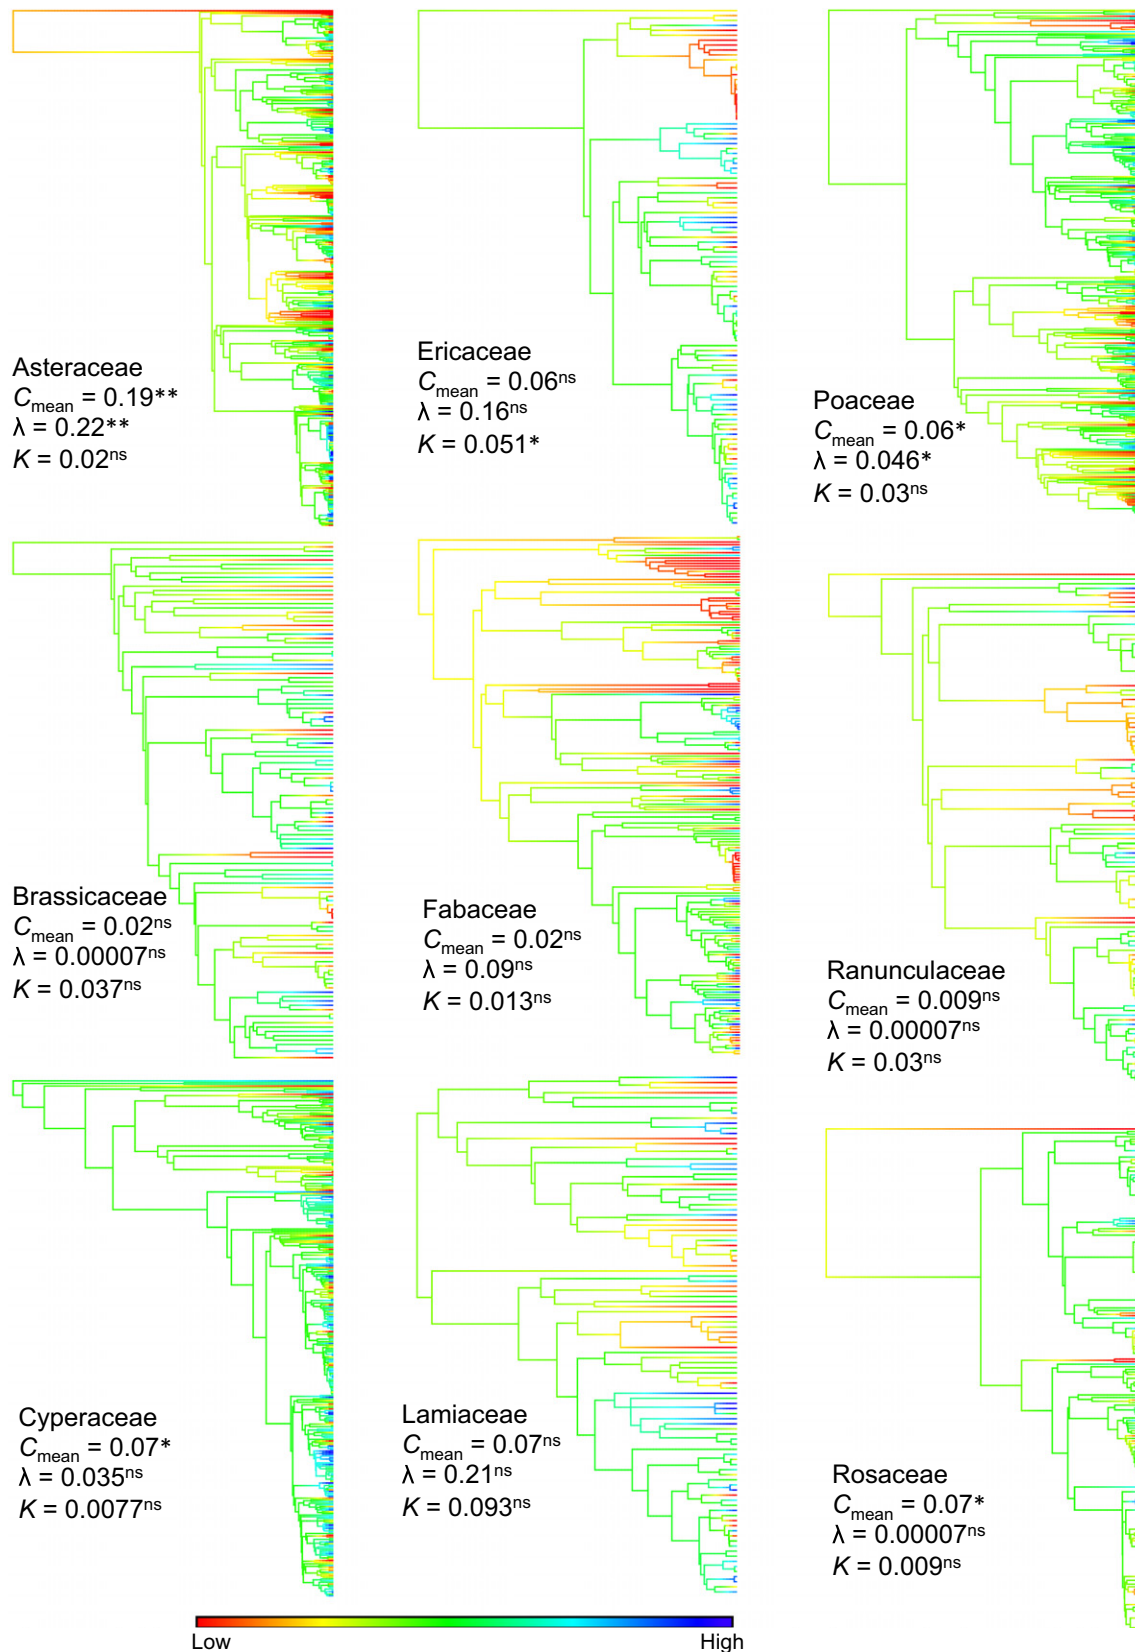 Asteraceae
Cmean = 0.19**
λ = 0.22**
K = 0.02ns
Ericaceae
Cmean = 0.06ns
λ = 0.16ns
K = 0.051*
Poaceae
Cmean = 0.06*
λ = 0.046*
K = 0.03ns
Brassicaceae
Cmean = 0.02ns
λ = 0.00007ns
K = 0.037ns
Fabaceae
Cmean = 0.02ns
λ = 0.09ns
K = 0.013ns
Ranunculaceae
Cmean = 0.009ns
λ = 0.00007ns
K = 0.03ns
Cyperaceae
Cmean = 0.07*
λ = 0.035ns
K = 0.0077ns
Lamiaceae
Cmean = 0.07ns
λ = 0.21ns
K = 0.093ns
Rosaceae
Cmean = 0.07*
λ = 0.00007ns
K = 0.009ns
Low High